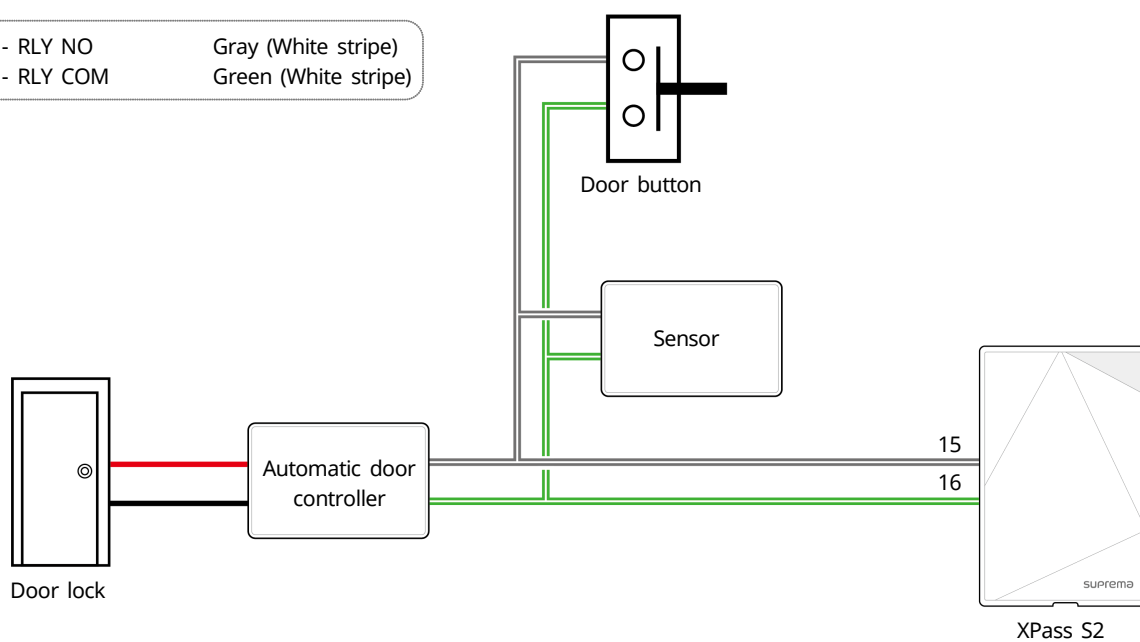 - RLY NO Gray (White stripe)
- RLY COM Green (White stripe)
Door button
Sensor
15
Automatic door
controller
16
suprema
Door lock
XPass S2